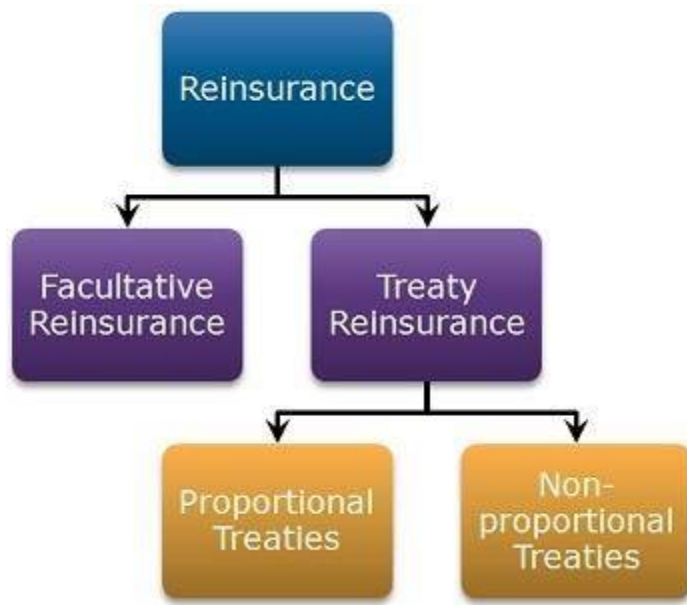 Reinsurance
Facultative
Reinsurance
Treaty
Reinsurance
Proportional
Treaties
Non-
proportional
Treaties